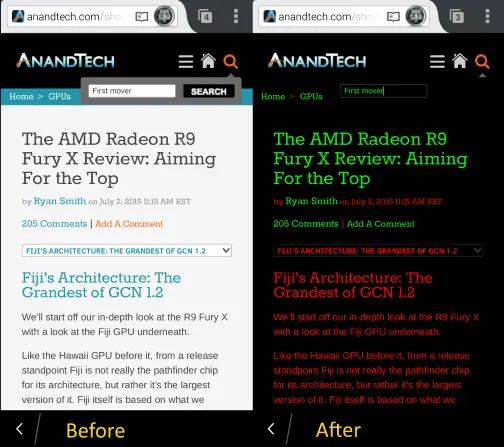 anandtech.com/show
4
ANANDTECH
First mover
SEARCH
Home > GPUs
The AMD Radeon R9
Fury X Review: Aiming
For the Top
by Ryan Smith on July 2, 2015 11:15 AM EST
205 Comments | Add A Comment
FIJI'S ARCHITECTURE: THE GRANDEST OF GCN 1.2
Fiji's Architecture: The
Grandest of GCN 1.2
We'll start off our in-depth look at the R9 Fury X
with a look at the Fiji GPU underneath.
Like the Hawaii GPU before it, from a release
standpoint Fiji is not really the pathfinder chip
for its architecture, but rather it's the largest
version of it. Fiji itself is based on what we
Before
anandtech.com/show
3
ANANDTECH
First mover
Home > GPUs
The AMD Radeon R9
Fury X Review: Aiming
For the Top
by Ryan Smith on July 2, 2015 11:15 AM EST
205 Comments | Add A Comment
FIJI'S ARCHITECTURE: THE GRANDEST OF GCN 1.2
Fiji's Architecture: The
Grandest of GCN 1.2
We'll start off our in-depth look at the R9 Fury X
with a look at the Fiji GPU underneath.
Like the Hawaii GPU before it, from a release
standpoint Fiji is not really the pathfinder chip
for its architecture, but rather it's the largest
version of it. Fiji itself is based on what we
After